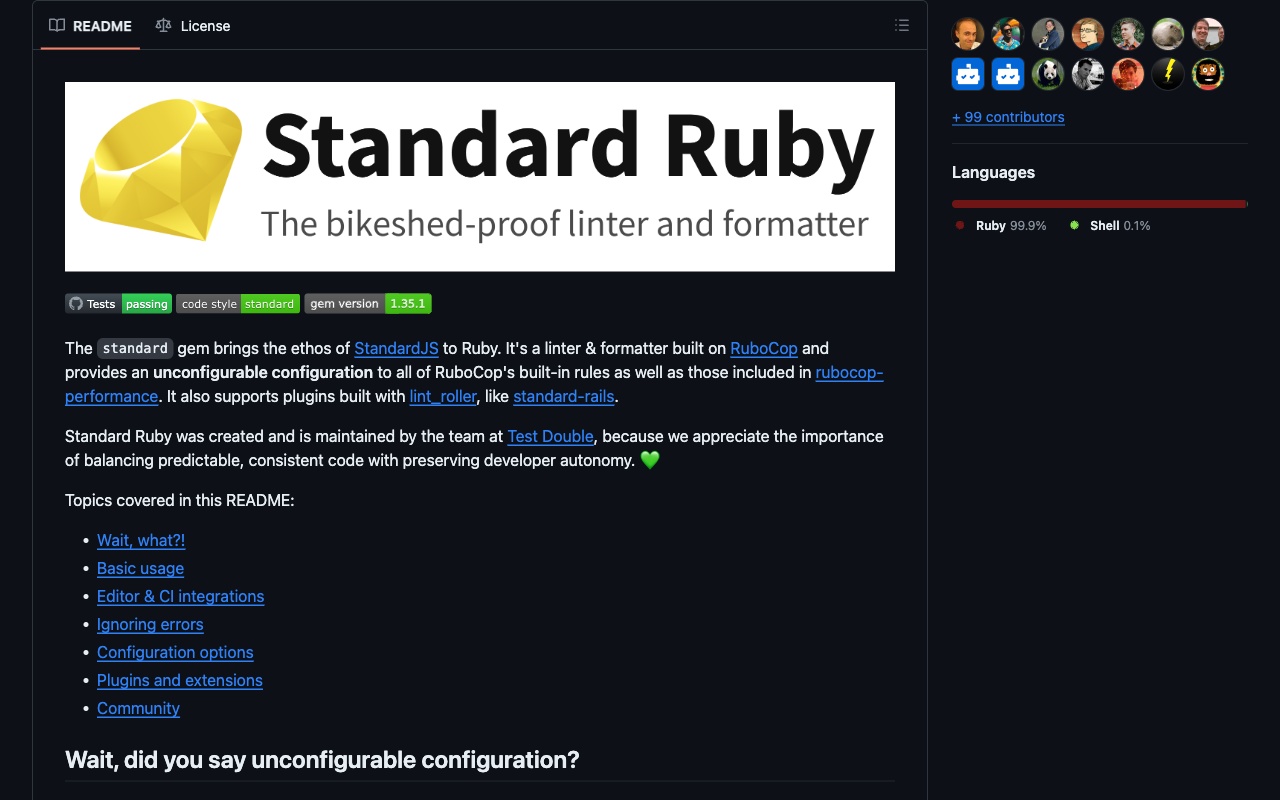 README
License
Standard Ruby
The bikeshed-proof linter and formatter
Tests passing code style standard gem version 1.35.1
The standard gem brings the ethos of StandardJS to Ruby. It's a linter & formatter built on RuboCop and
provides an unconfigurable configuration to all of RuboCop's built-in rules as well as those included in rubocop-
performance. It also supports plugins built with lint_roller, like standard-rails.
Standard Ruby was created and is maintained by the team at Test Double, because we appreciate the importance
of balancing predictable, consistent code with preserving developer autonomy. 💚
Topics covered in this README:
• Wait, what?!
• Basic usage
• Editor & CI integrations
• Ignoring errors
• Configuration options
• Plugins and extensions
• Community
Wait, did you say unconfigurable configuration?
+ 99 contributors
Languages
Ruby 99.9% Shell 0.1%